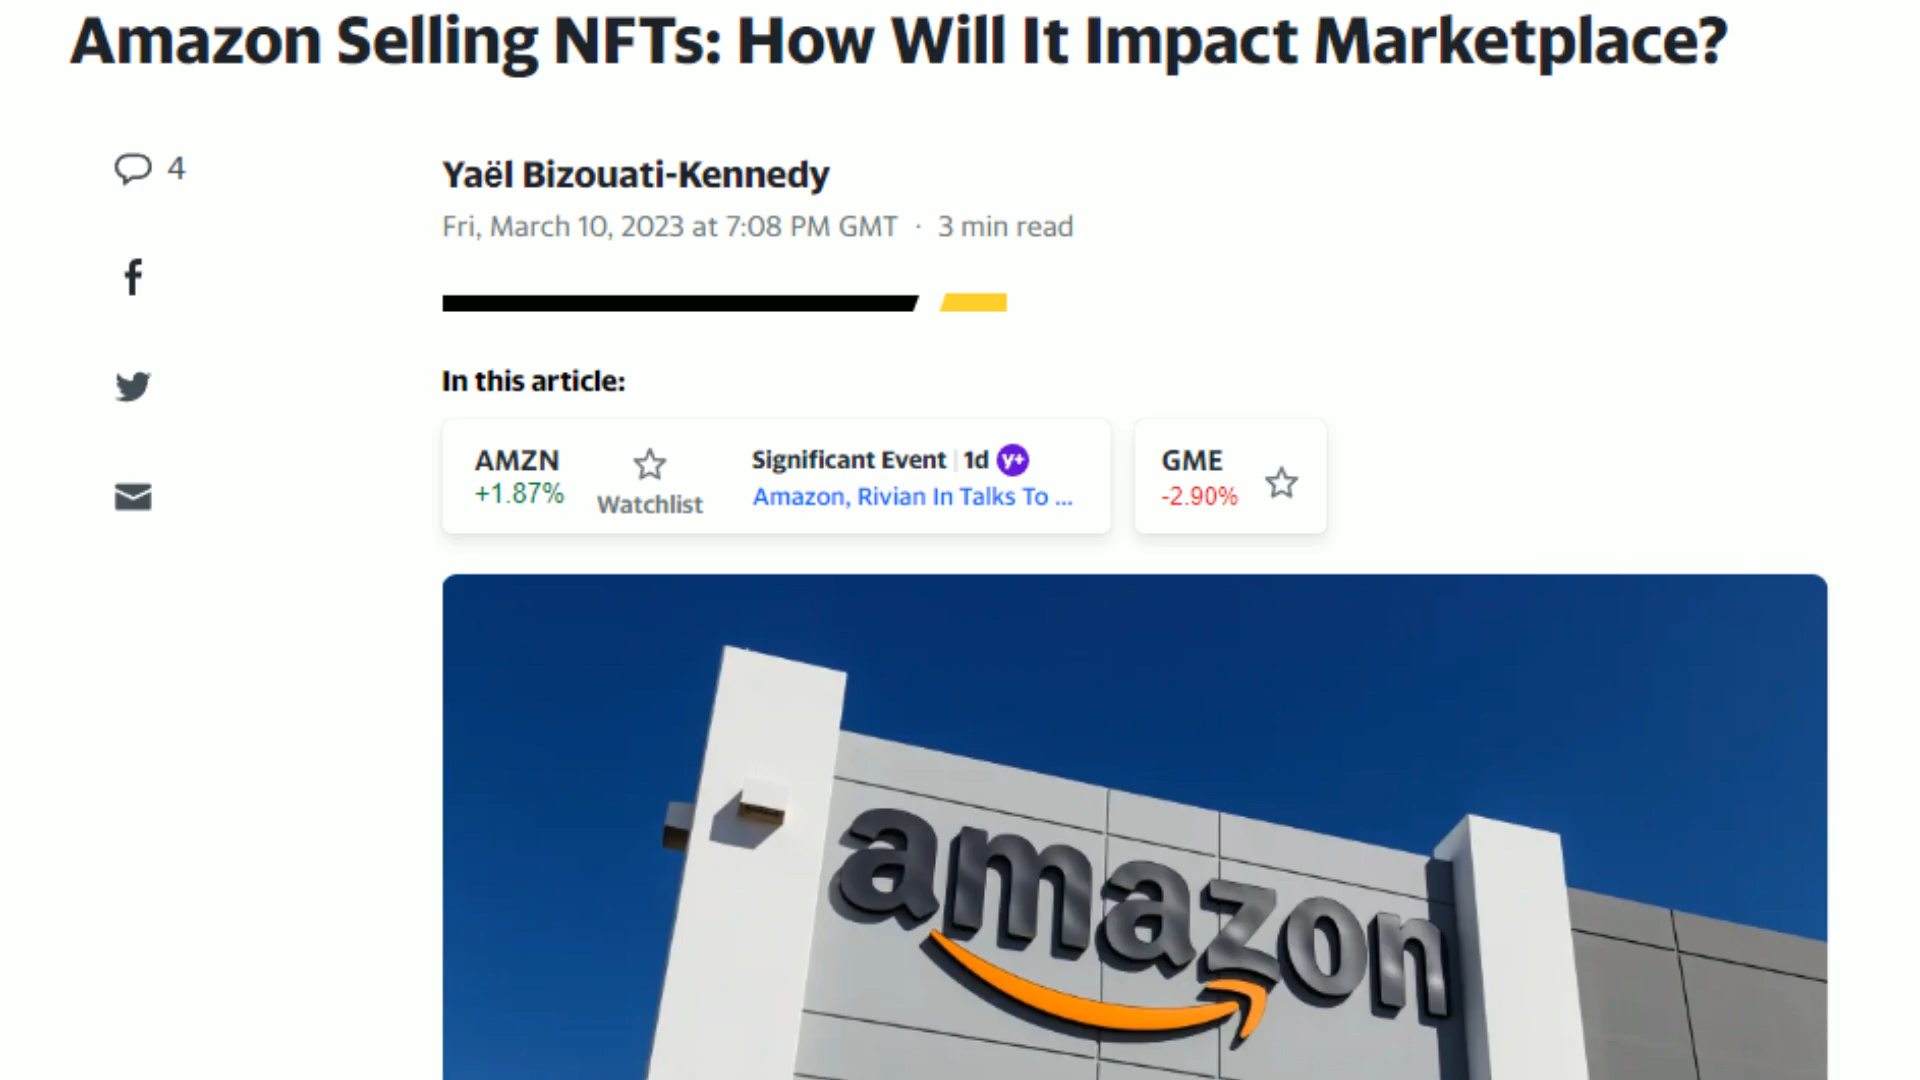 Amazon Selling NFTs: How Will It Impact Marketplace?
4
Yaël Bizouati-Kennedy
Fri, March 10, 2023 at 7:08 PM GMT · 3 min read
In this article:
AMZN
+1.87%
Watchlist
Significant Event | 1d y+
Amazon, Rivian In Talks To ...
GME
-2.90%
amazon